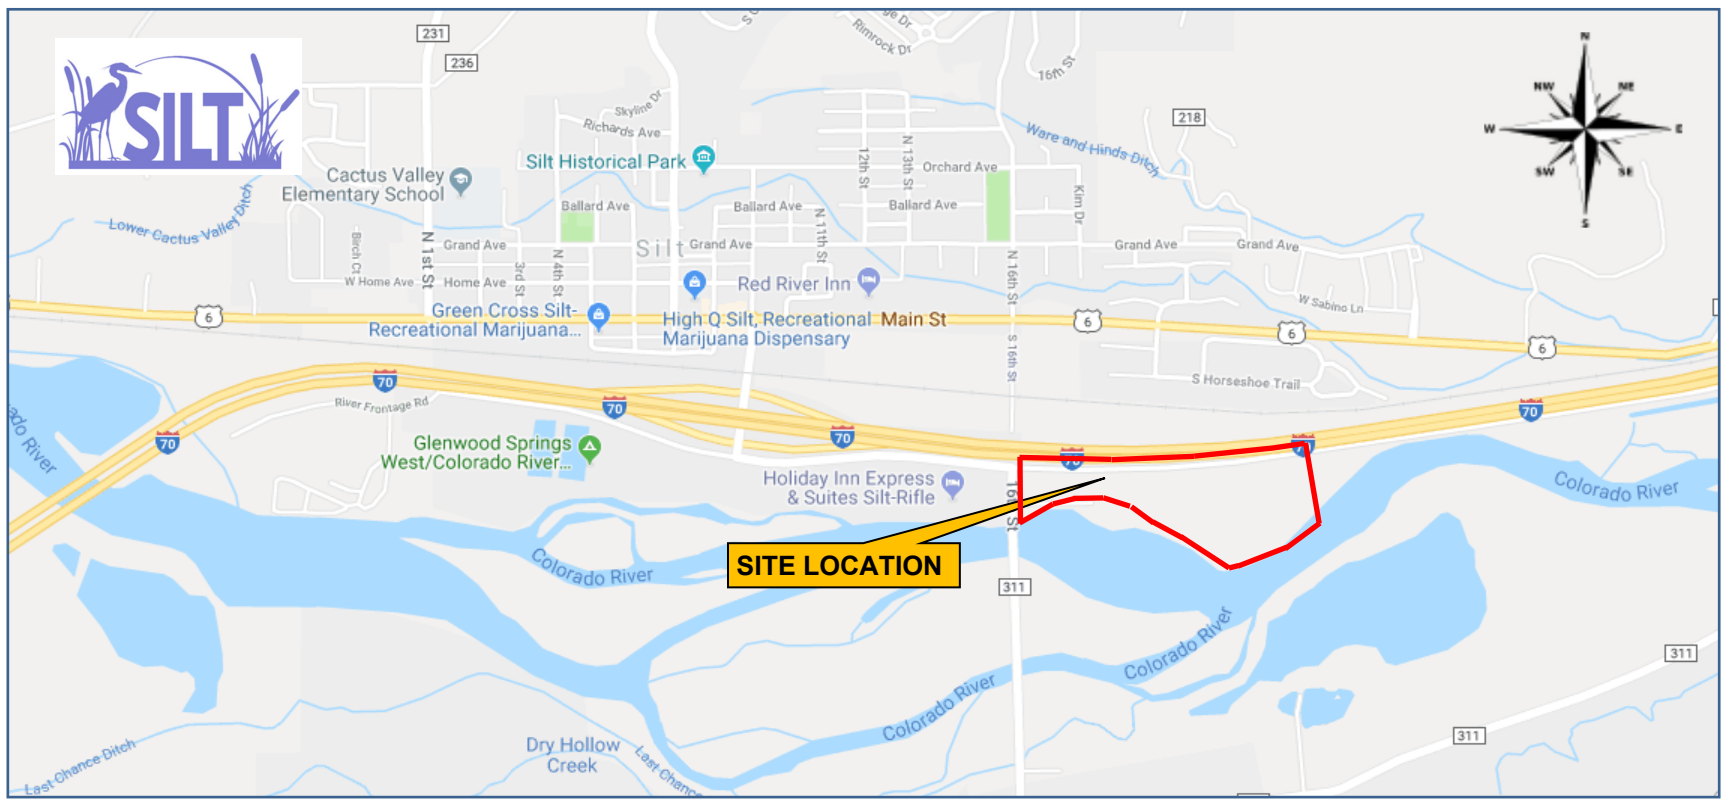 S
ge Dr
Rimrock Dr
231
236
16th St
N
NW
NE
W
E
SW
SE
S
SILT
Skyline Dr
Richards Ave
218
Ware and Hinds Ditch
N 13th St
12th St
Silt Historical Park
Orchard Ave
Cactus Valley
Elementary School
Kim Dr
Lower Cactus Valley Ditch
Ballard Ave
Ballard Ave
Ballard Ave
N 11th St
Birch Ct
N 1st St
Grand Ave
Silt
Grand Ave
Grand Ave
Grand Ave
3rd St
N 4th St
N 16th St
W Home Ave
Home Ave
Red River Inn
W Sabino Ln
Green Cross Silt-
Recreational Marijuana...
High Q Silt, Recreational
Marijuana Dispensary
Main St
6
6
6
6
S 16th St
S Horseshoe Trail
70
70
70
70
70
70
70
River Frontage Rd
ado River
Glenwood Springs
West/Colorado River...
Holiday Inn Express
& Suites Silt-Rifle
16th St
Colorado River
SITE LOCATION
Colorado River
311
Colorado River
Colorado River
311
311
Dry Hollow
Creek
Last Chance Ditch
Last Chance